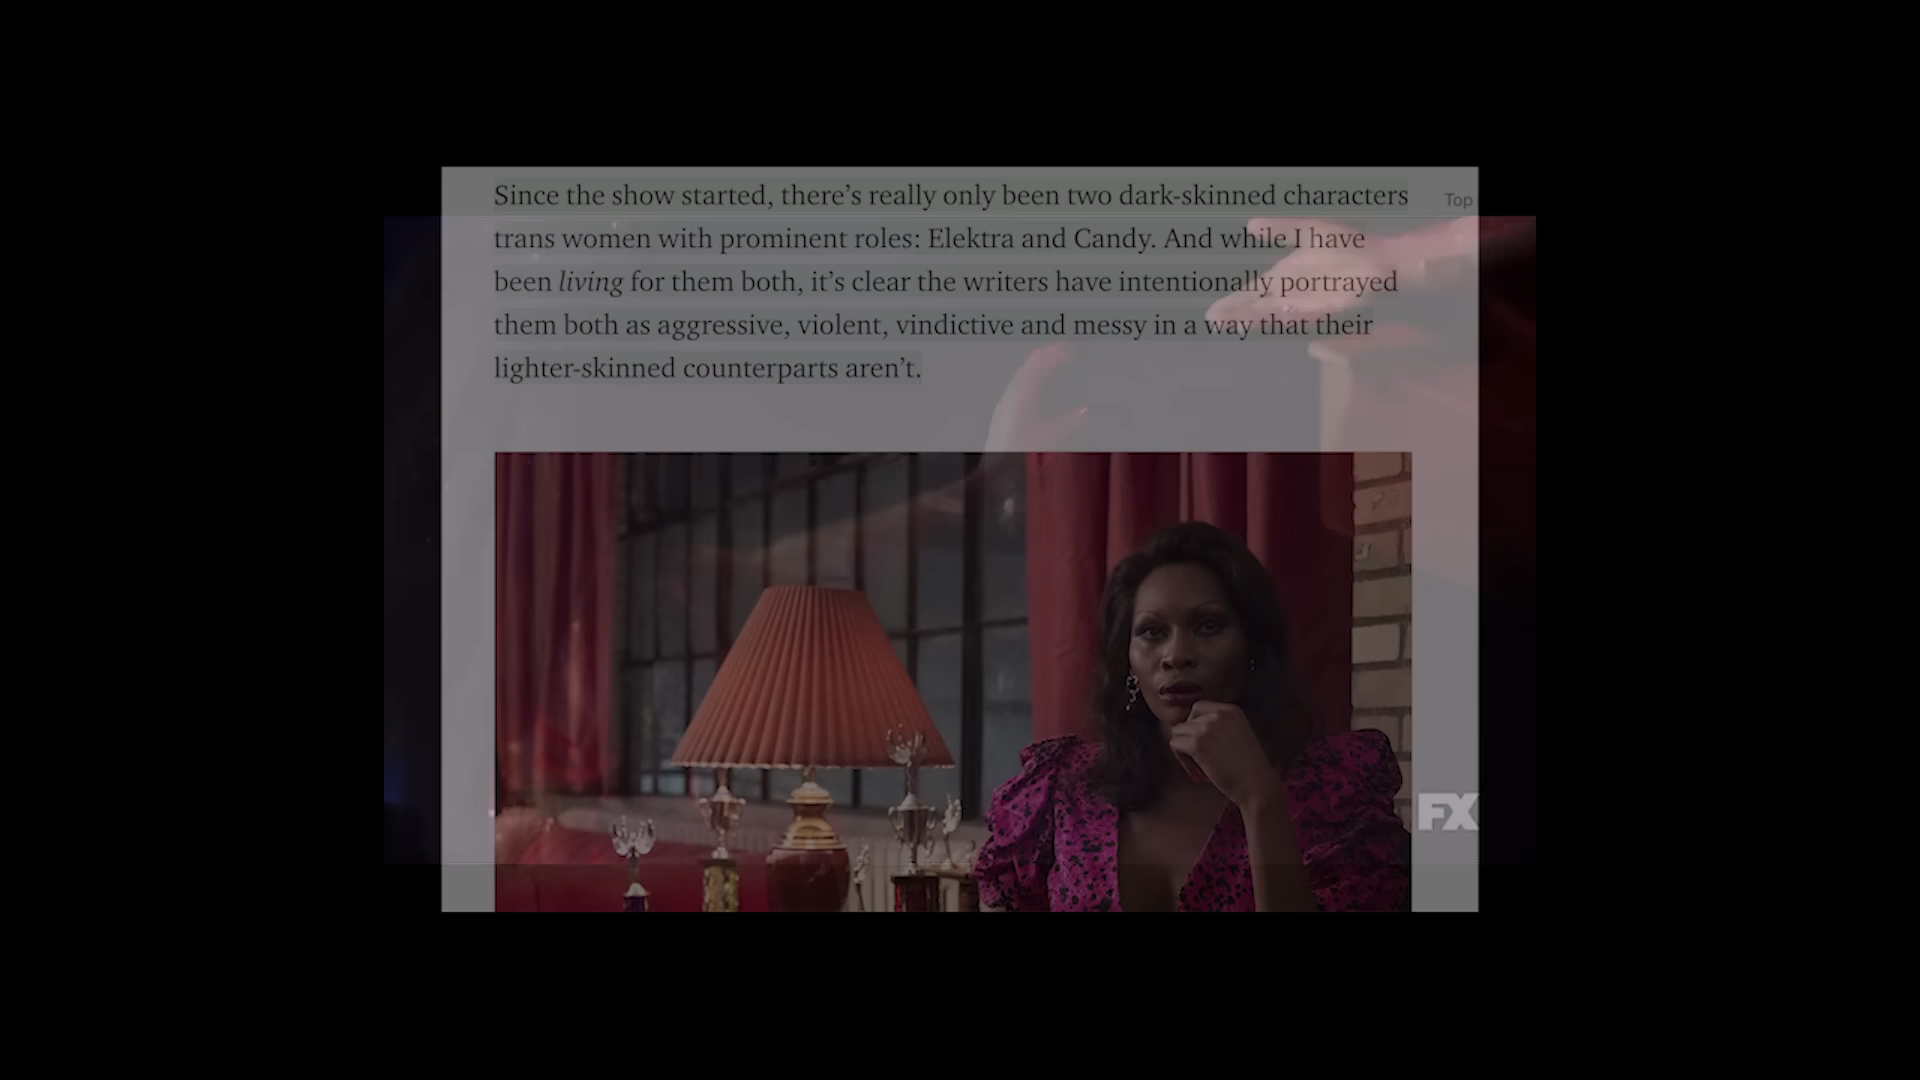 Since the show started, there's really only been two dark-skinned characters
Top
trans women with prominent roles: Elektra and Candy. And while I have
been living for them both, it's clear the writers have intentionally portrayed
them both as aggressive, violent, vindictive and messy in a way that their
lighter-skinned counterparts aren't.
FX